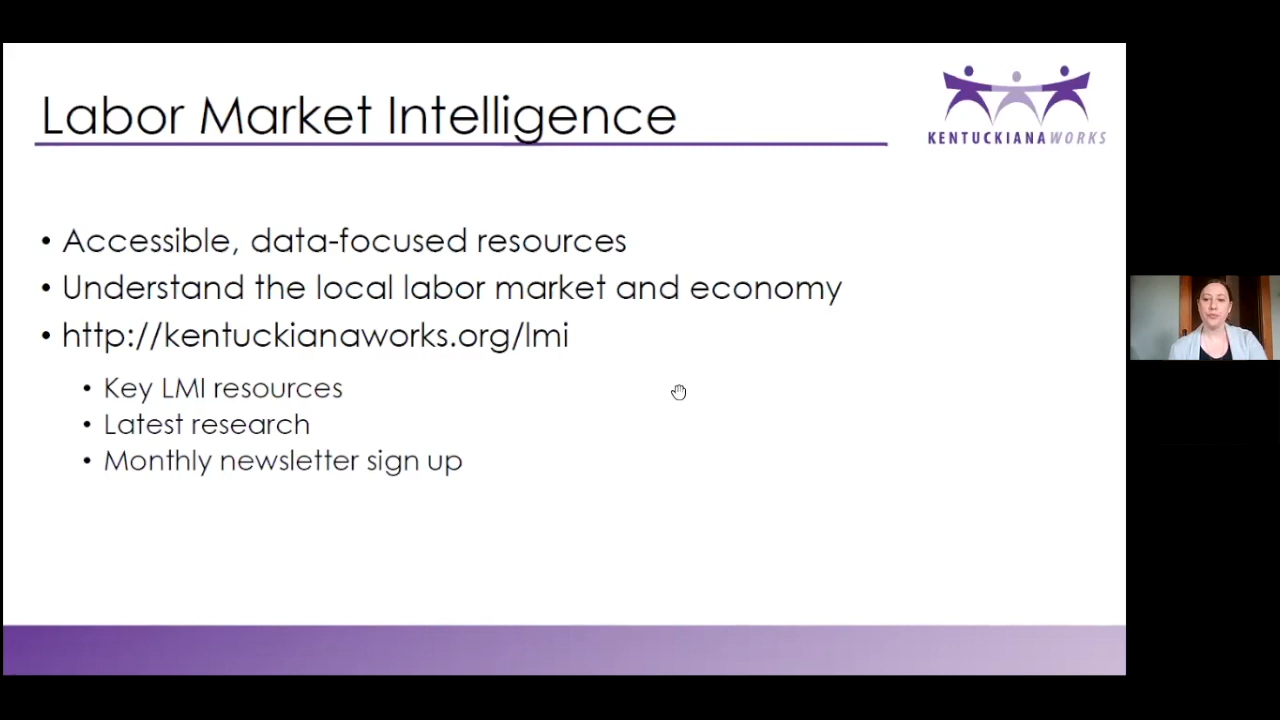 Labor Market Intelligence
KENTUCKIANAWORKS
• Accessible, data-focused resources
• Understand the local labor market and economy
• http://kentuckianaworks.org/lmi
• Key LMI resources
• Latest research
• Monthly newsletter sign up